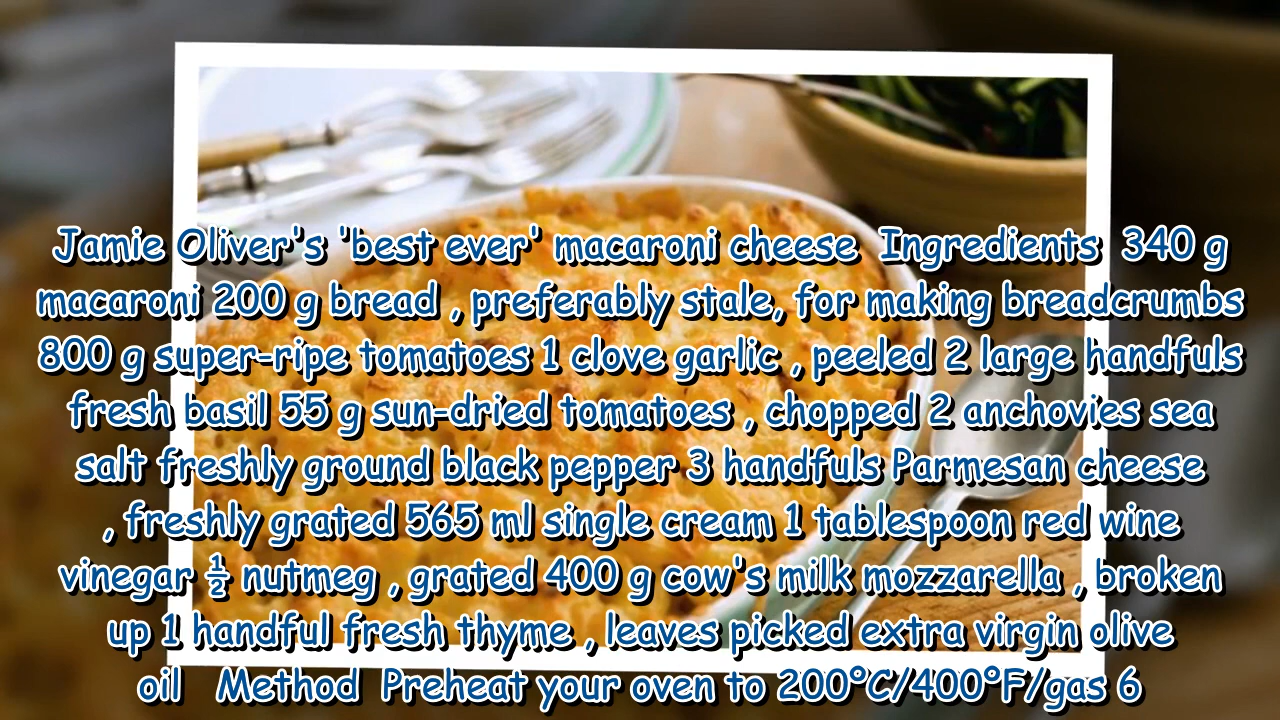 Jamie Oliver's 'best ever' macaroni cheese  Ingredients  340 g
macaroni 200 g bread , preferably stale, for making breadcrumbs
800 g super-ripe tomatoes 1 clove garlic , peeled 2 large handfuls
fresh basil 55 g sun-dried tomatoes , chopped 2 anchovies sea
salt freshly ground black pepper 3 handfuls Parmesan cheese
, freshly grated 565 ml single cream 1 tablespoon red wine
vinegar ½ nutmeg , grated 400 g cow's milk mozzarella , broken
up 1 handful fresh thyme , leaves picked extra virgin olive
oil   Method  Preheat your oven to 200ºC/400ºF/gas 6